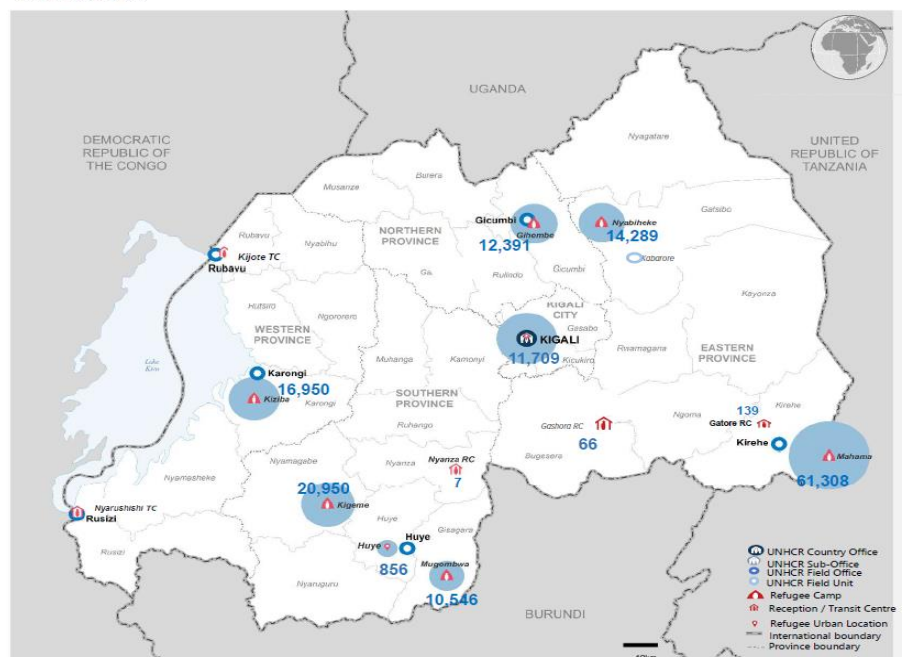 UGANDA
DEMOCRATIC
REPUBLIC OF
THE CONGO
UNITED
REPUBLIC OF
TANZANIA
Nyagatare
Burera
Musanze
Gatsibo
Gicumbi
Gihembe
12,391
Nyabiheke
14,289
NORTHERN
PROVINCE
Rubavu
Nyabihu
Kijote TC
Rubavu
Kabarore
Ga.
Rulindo
Gicumbi
Kayonza
Rutsiro
Ngororero
KIGALI
CITY
WESTERN
PROVINCE
Gasabo
KIGALI
11,709
Kicukiro
Rwamagana
EASTERN
PROVINCE
Muhanga
Kamonyi
Lake
Kivu
Karongi
16,950
Kiziba
Karongi
SOUTHERN
PROVINCE
Ruhango
Gashora RC
66
Bugesera
Ngoma
139
Gatore RC
Kirehe
Kirehe
Mahama
61,308
Nyamasheke
Nyamagabe
Nyanza
Nyanza RC
7
20,950
Kigeme
Nyarushishi TC
Rusizi
Rusizi
Huye
Gisagara
Huye
Huye
856
Mugombwa
10,546
Nyaruguru
BURUNDI
UNHCR Country Office
UNHCR Sub-Office
UNHCR Field Office
UNHCR Field Unit
Refugee Camp
Reception / Transit Centre
Refugee Urban Location
International boundary
Province boundary